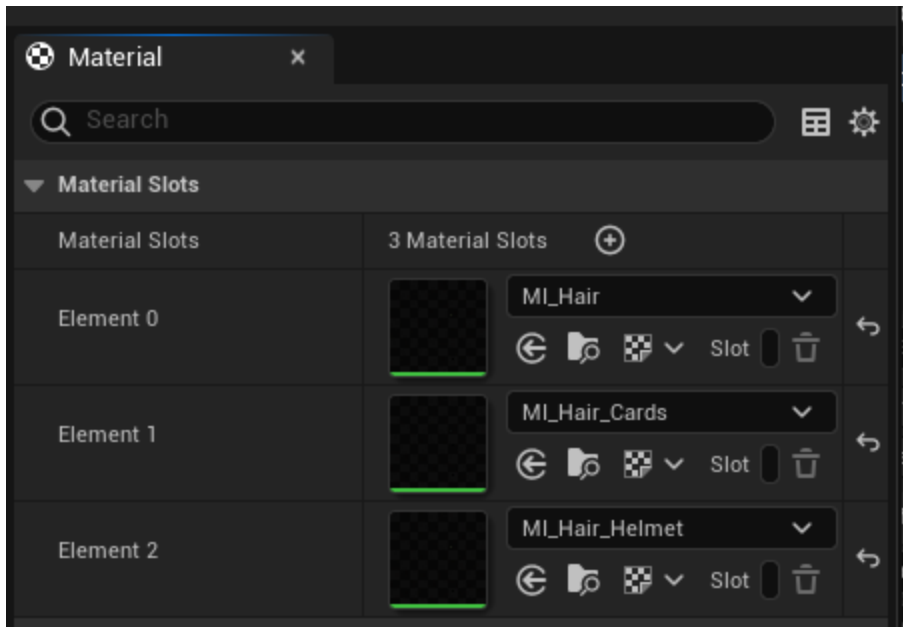 Material
Search
Material Slots
Material Slots 3 Material Slots
Element 0 MI_Hair
Slot
Element 1 MI_Hair_Cards
Slot
Element 2 MI_Hair_Helmet
Slot